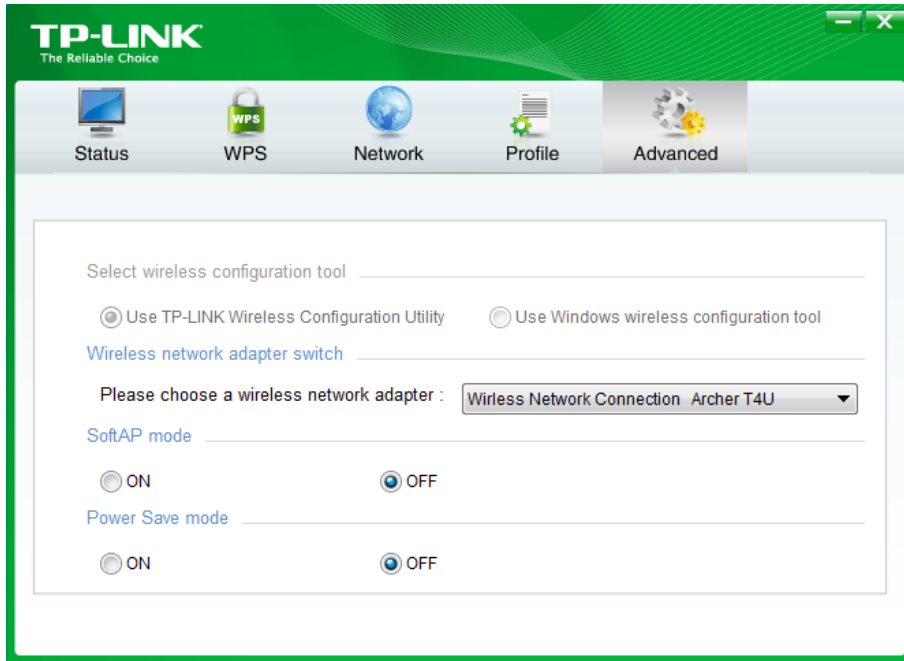 TP-LINK
The Reliable Choice
Status WPS Network Profile Advanced
WPS
Select wireless configuration tool
Use TP-LINK Wireless Configuration Utility Use Windows wireless configuration tool
Wireless network adapter switch
Please choose a wireless network adapter : Wirless Network Connection Archer T4U
SoftAP mode
ON OFF
Power Save mode
ON OFF